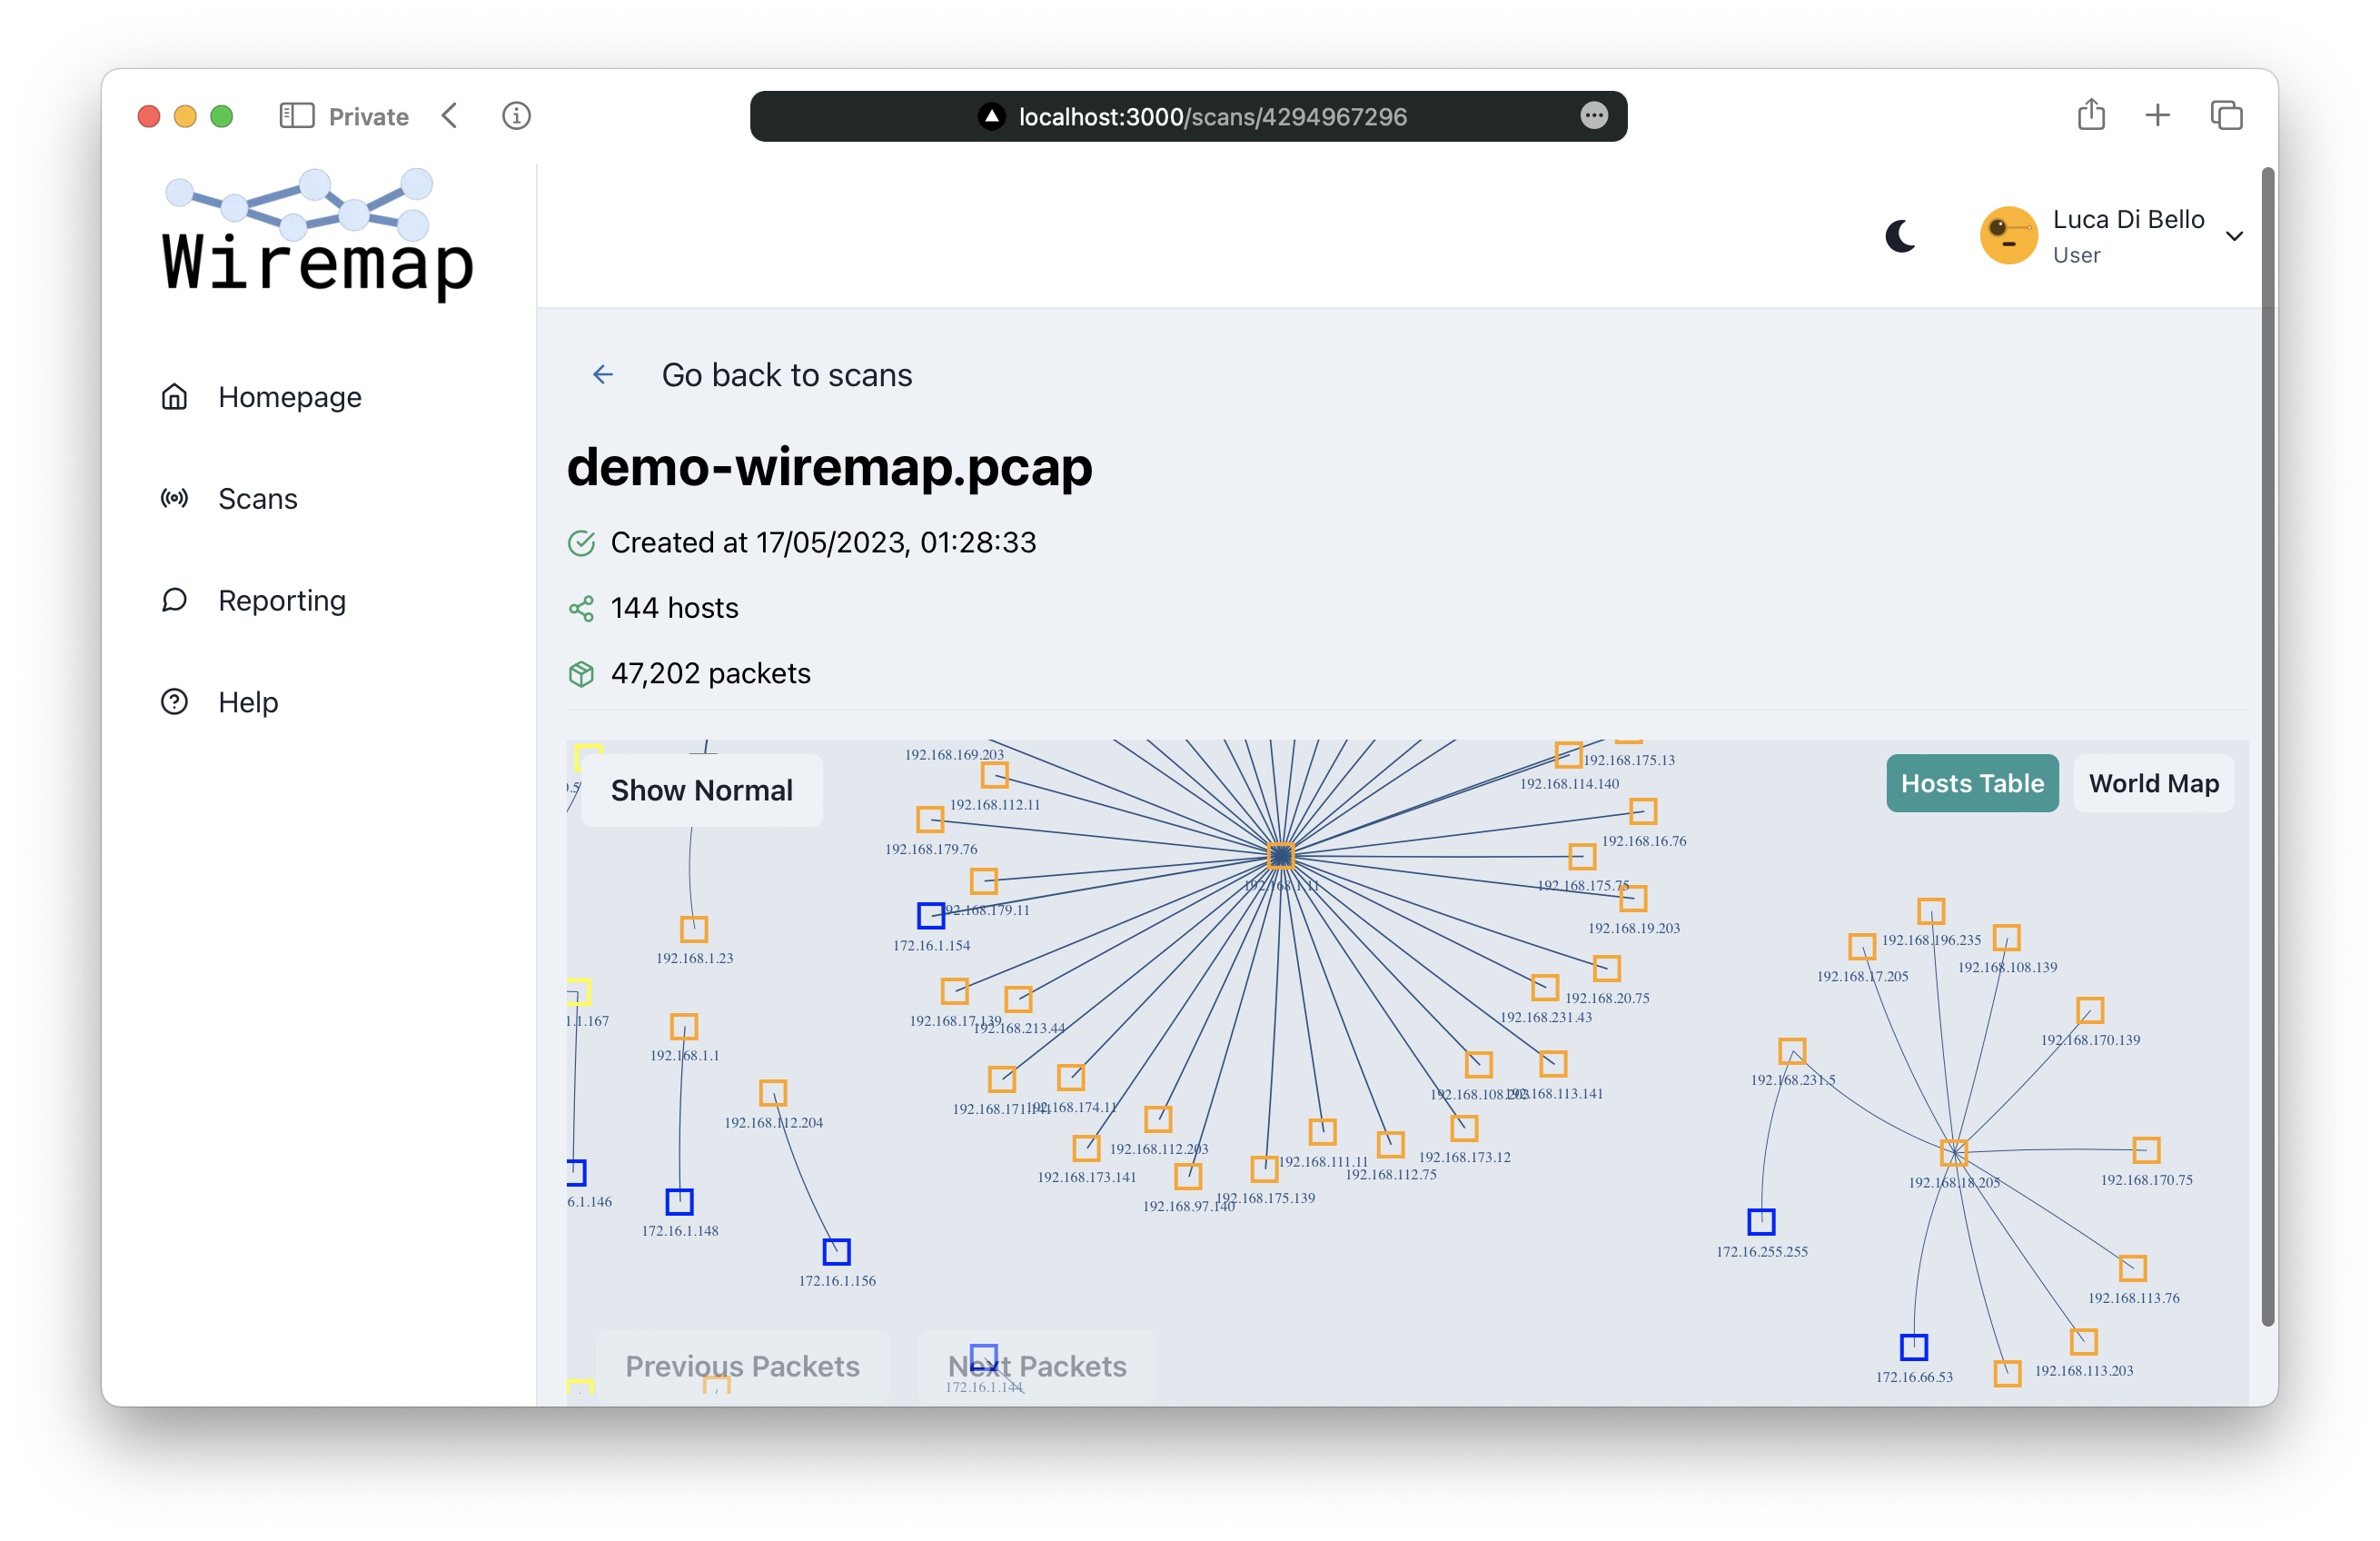 Private
localhost:3000/scans/4294967296
Wiremap
Luca Di Bello
User
Homepage
Scans
Reporting
Help
Go back to scans
demo-wiremap.pcap
Created at 17/05/2023, 01:28:33
144 hosts
47,202 packets
Show Normal
Hosts Table
World Map
192.168.169.203
192.168.175.13
192.168.114.140
192.168.112.11
192.168.16.76
192.168.179.76
192.168.175.75
192.168.1.11
192.168.179.11
192.168.19.203
172.16.1.154
192.168.196.235
192.168.1.23
192.168.108.139
192.168.17.205
192.168.20.75
192.168.231.43
1.1.167
192.168.17.139
192.168.213.44
192.168.170.139
192.168.1.1
192.168.231.5
192.168.108.203
192.168.113.141
192.168.171.141
192.168.174.11
192.168.112.204
192.168.112.203
192.168.173.12
192.168.111.11
192.168.112.75
192.168.173.141
192.168.170.75
192.168.18.205
192.168.175.139
6.1.146
192.168.97.140
172.16.1.148
172.16.255.255
172.16.1.156
192.168.113.76
Previous Packets
Next Packets
192.168.113.203
172.16.66.53
172.16.1.144